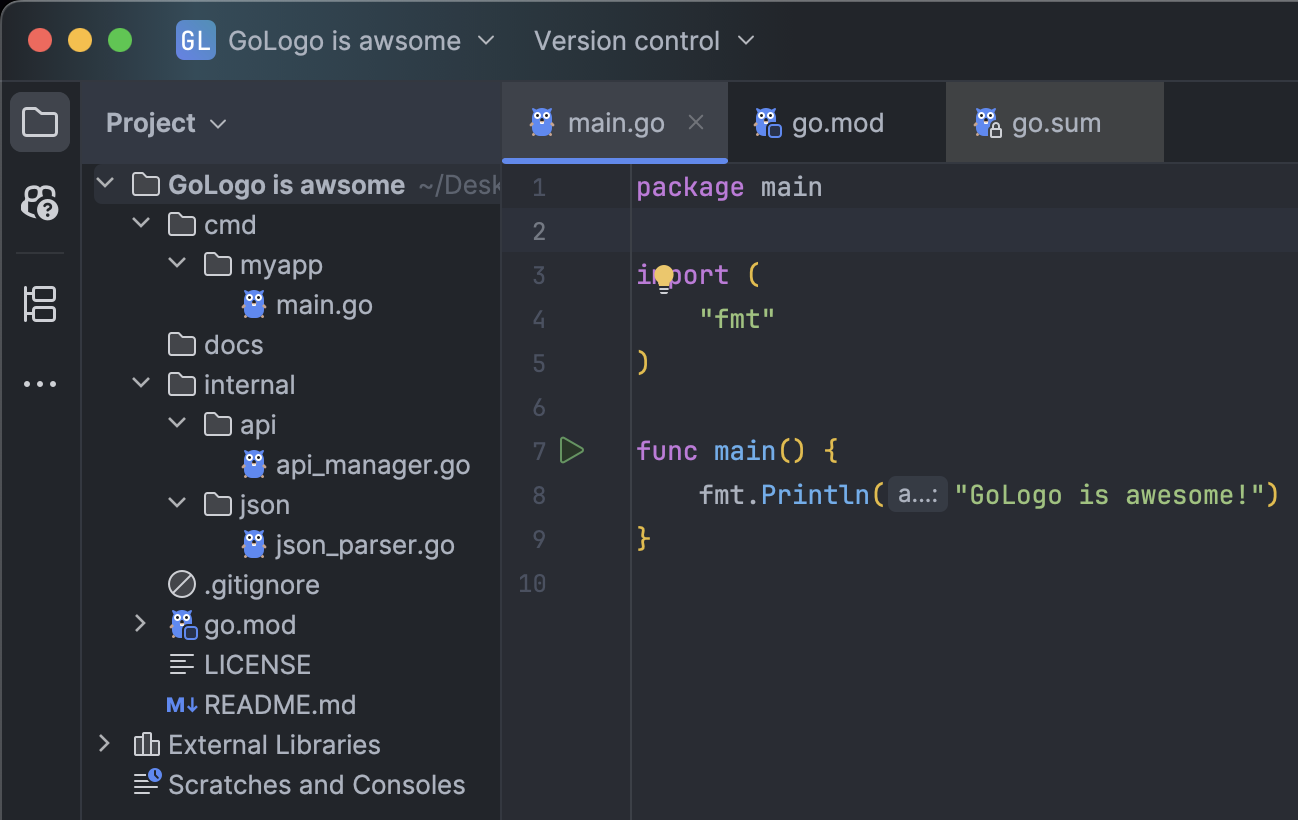 GL GoLogo is awsome Version control
Project
main.go go.mod go.sum
GoLogo is awsome ~/Desk
cmd
myapp
main.go
docs
internal
api
api_manager.go
json
json_parser.go
.gitignore
go.mod
LICENSE
M↓ README.md
External Libraries
Scratches and Consoles
1 package main
2
3 import (
4 "fmt"
5 )
6
7 func main() {
8 fmt.Println(a...: "GoLogo is awesome!")
9 }
10